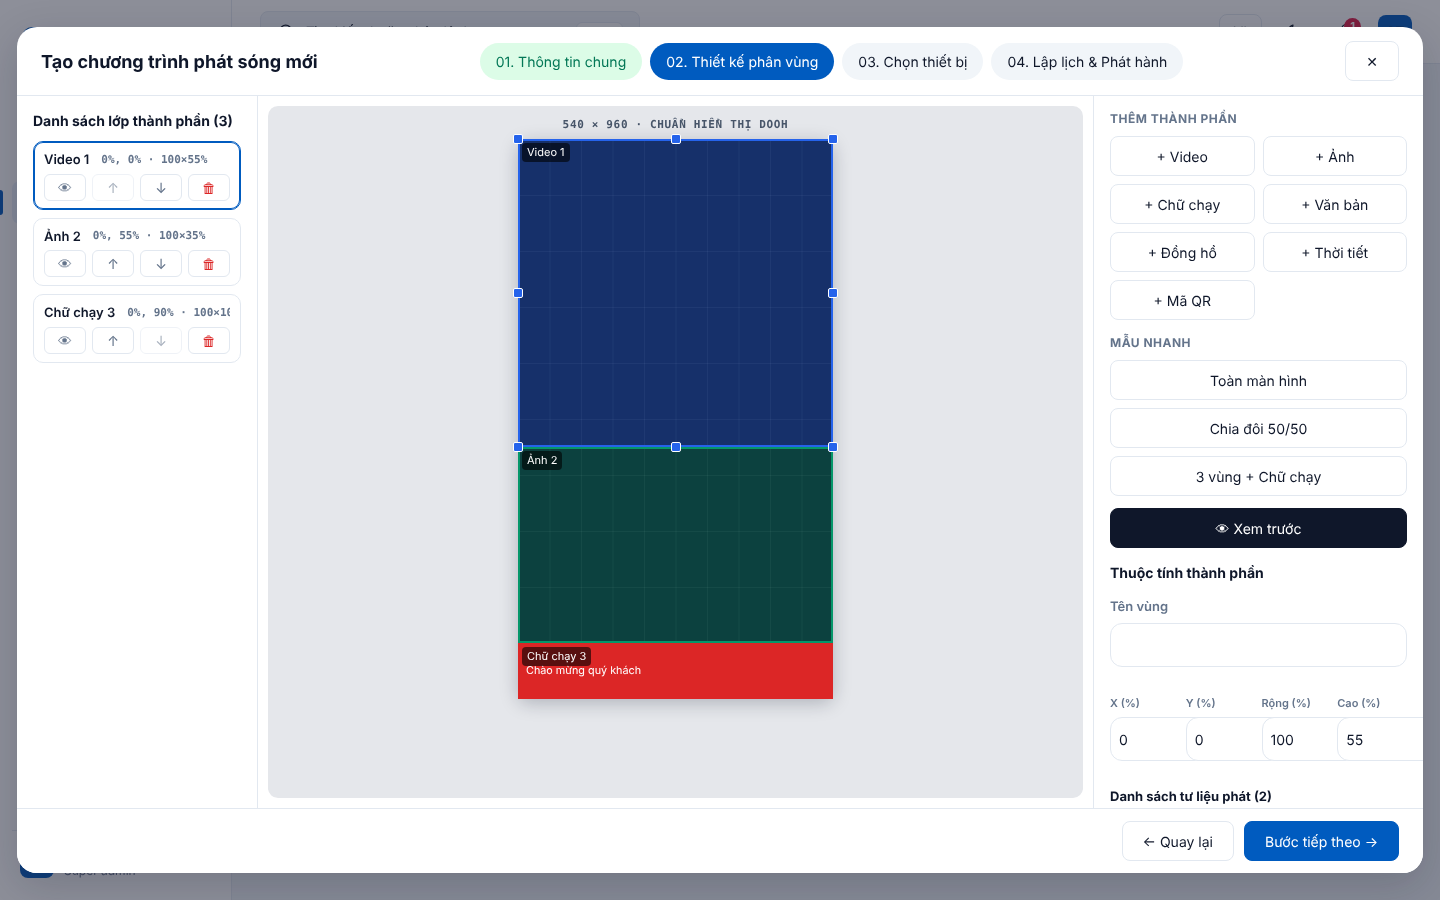 Tạo chương trình phát sóng mới
01. Thông tin chung
02. Thiết kế phân vùng
03. Chọn thiết bị
04. Lập lịch & Phát hành
✕
Danh sách lớp thành phần (3)
Video 1 0%, 0% · 100×55%
Ảnh 2 0%, 55% · 100×35%
Chữ chạy 3 0%, 90% · 100×10
540 × 960 · CHUẨN HIỂN THỊ DOOH
Video 1
Ảnh 2
Chữ chạy 3
Chào mừng quý khách
THÊM THÀNH PHẦN
+ Video
+ Ảnh
+ Chữ chạy
+ Văn bản
+ Đồng hồ
+ Thời tiết
+ Mã QR
MẪU NHANH
Toàn màn hình
Chia đôi 50/50
3 vùng + Chữ chạy
Xem trước
Thuộc tính thành phần
Tên vùng
X (%) Y (%) Rộng (%) Cao (%)
0 0 100 55
Danh sách tư liệu phát (2)
← Quay lại
Bước tiếp theo →